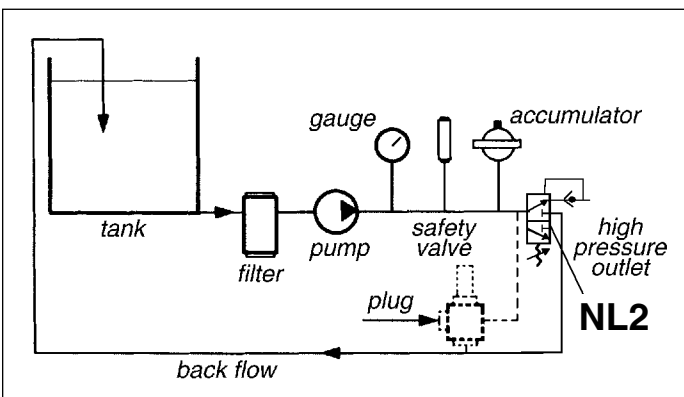 gauge
accumulator
tank
filter
pump
safety
valve
high
pressure
outlet
NL2
plug
back flow